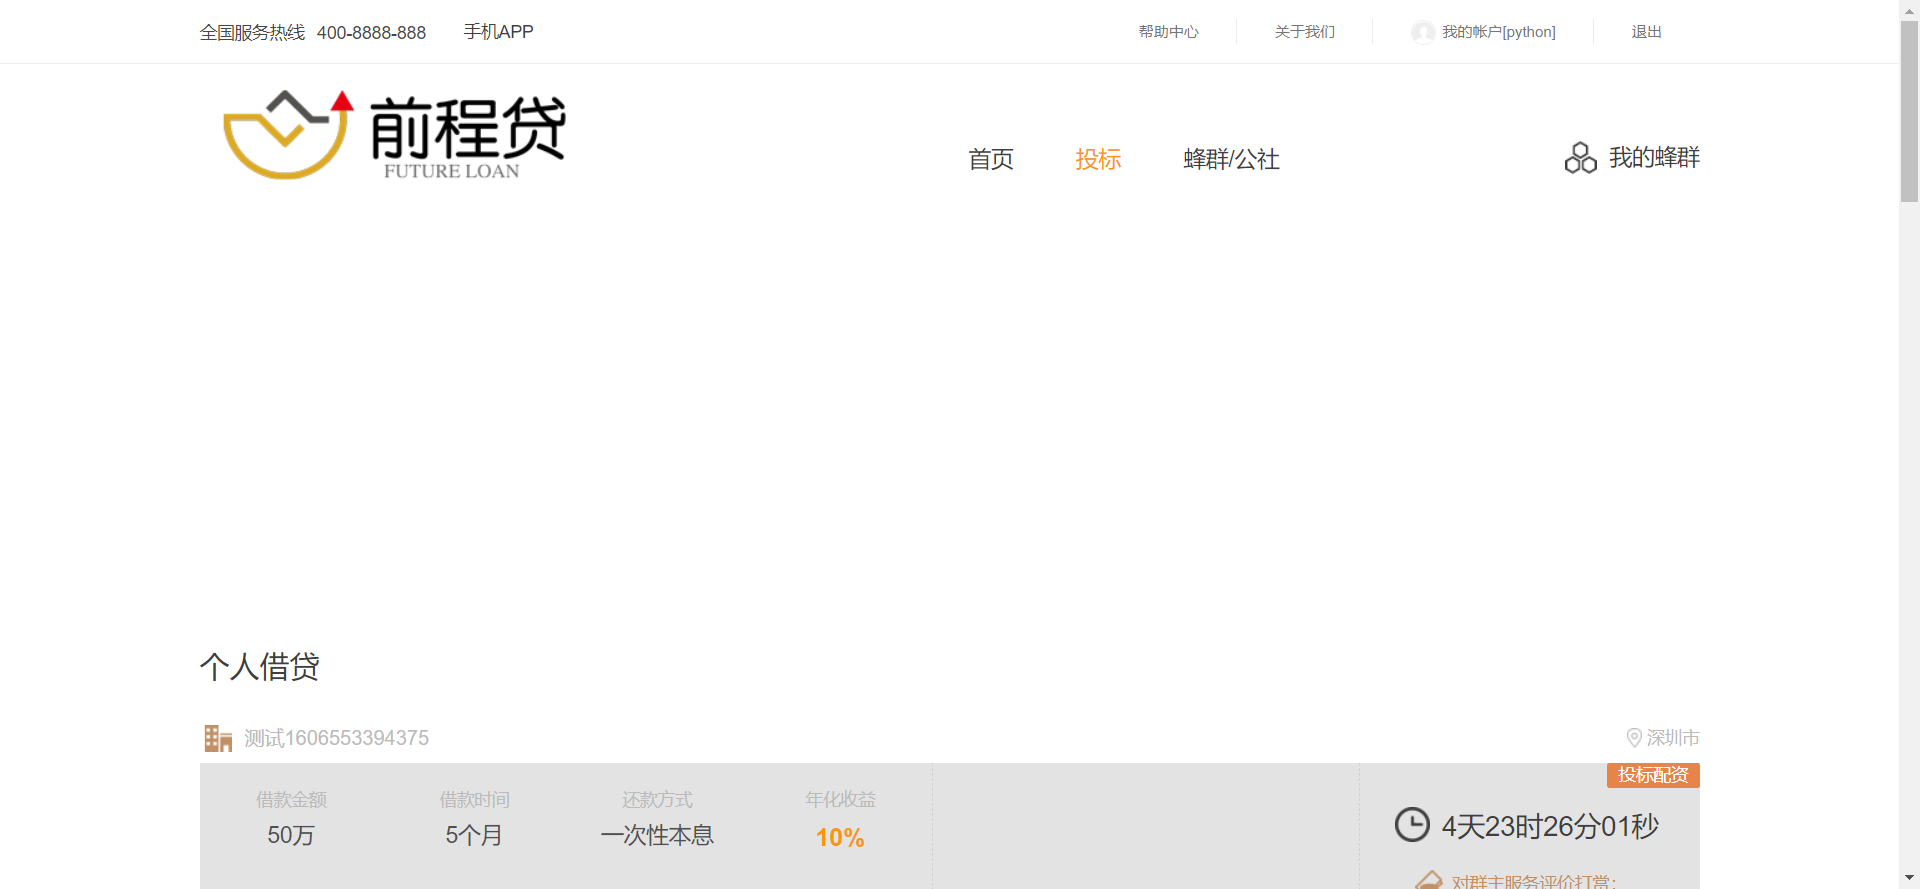 全国服务热线 400-8888-888 手机APP 帮助中心 关于我们 我的帐户[python] 退出
前程贷
FUTURE LOAN
首页 投标 蜂群/公社 我的蜂群
个人借贷
测试1606553394375 深圳市
投标配资
借款金额 借款时间 还款方式 年化收益
50万 5个月 一次性本息 10%
4天23时26分01秒
对群主服务评价打赏: